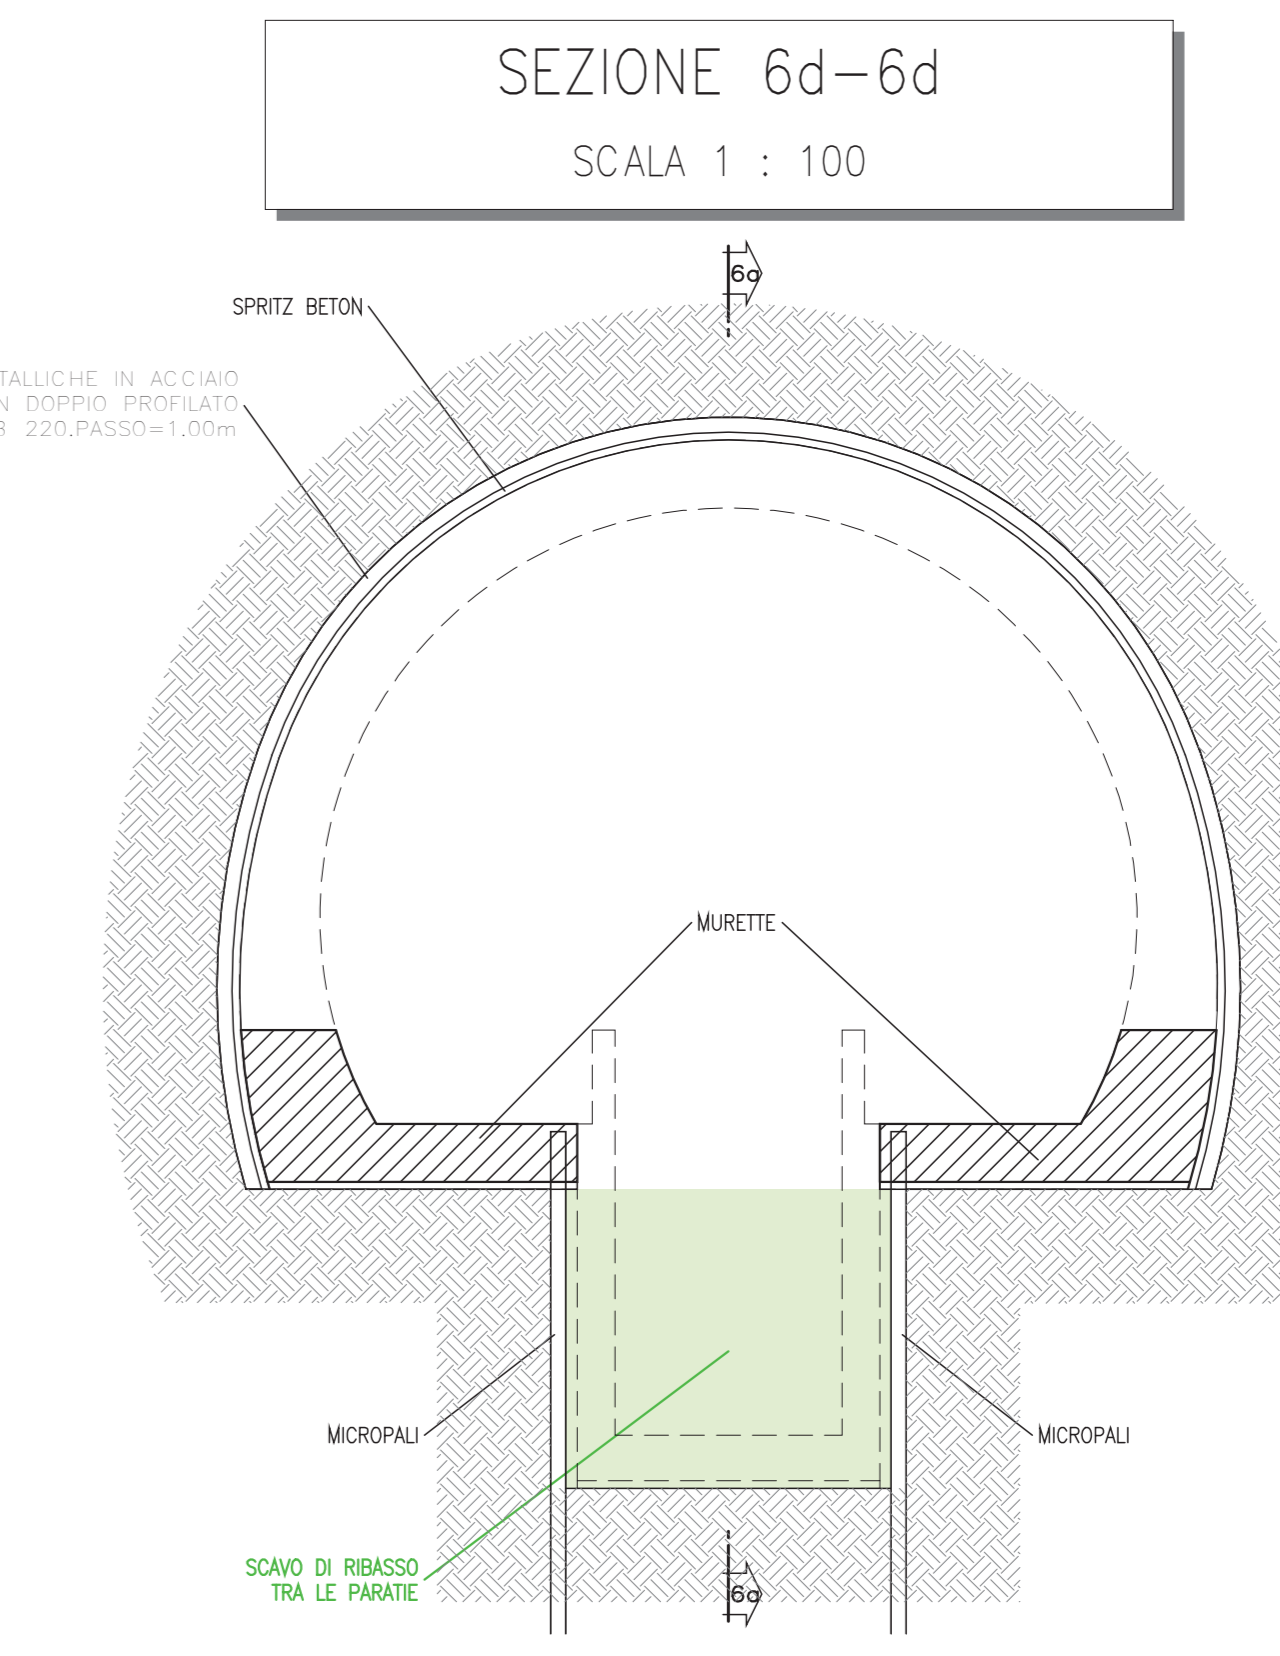 SEZIONE 6d-6d
SCALA 1 : 100
6a
SPRITZ BETON
TALLICHE IN ACCIAIO
N DOPPIO PROFILATO
220.PASSO=1.00m
MURETTE
MICROPALI
MICROPALI
SCAVO DI RIBASSO
TRA LE PARATIE
6a